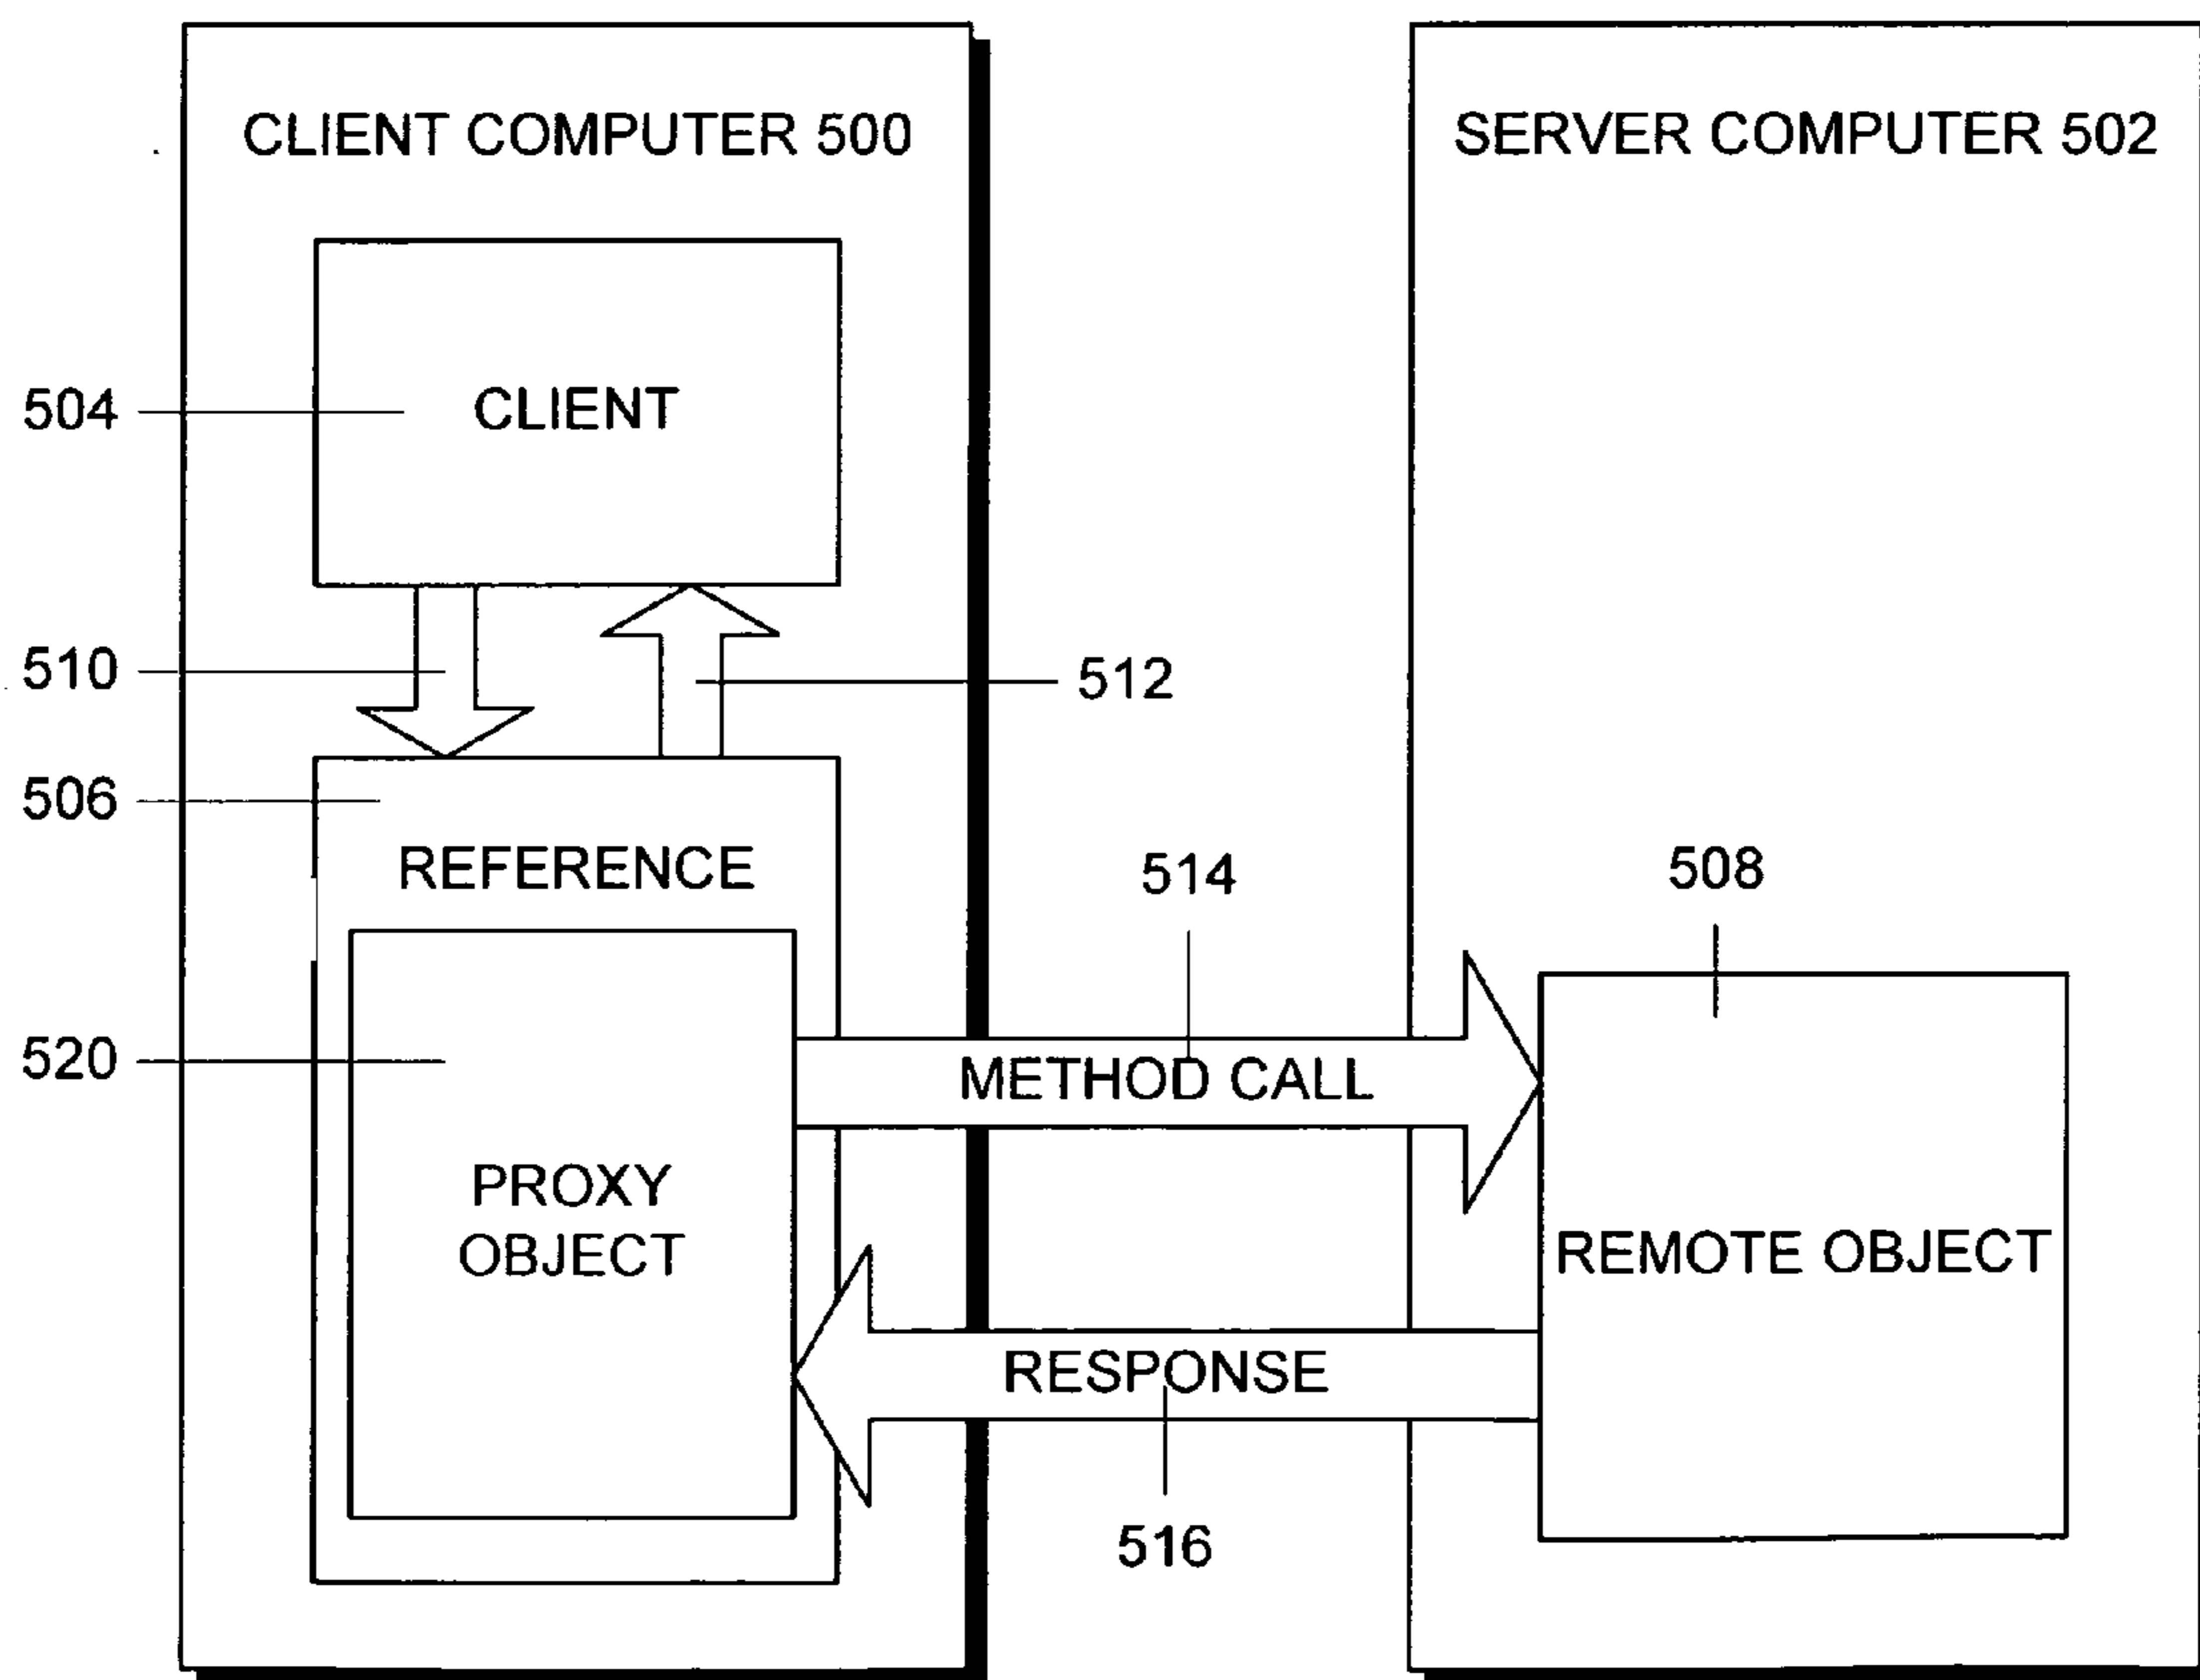 CLIENT COMPUTER 500
SERVER COMPUTER 502
504
CLIENT
510
512
506
REFERENCE
514
508
520
METHOD CALL
PROXY
OBJECT
REMOTE OBJECT
RESPONSE
516